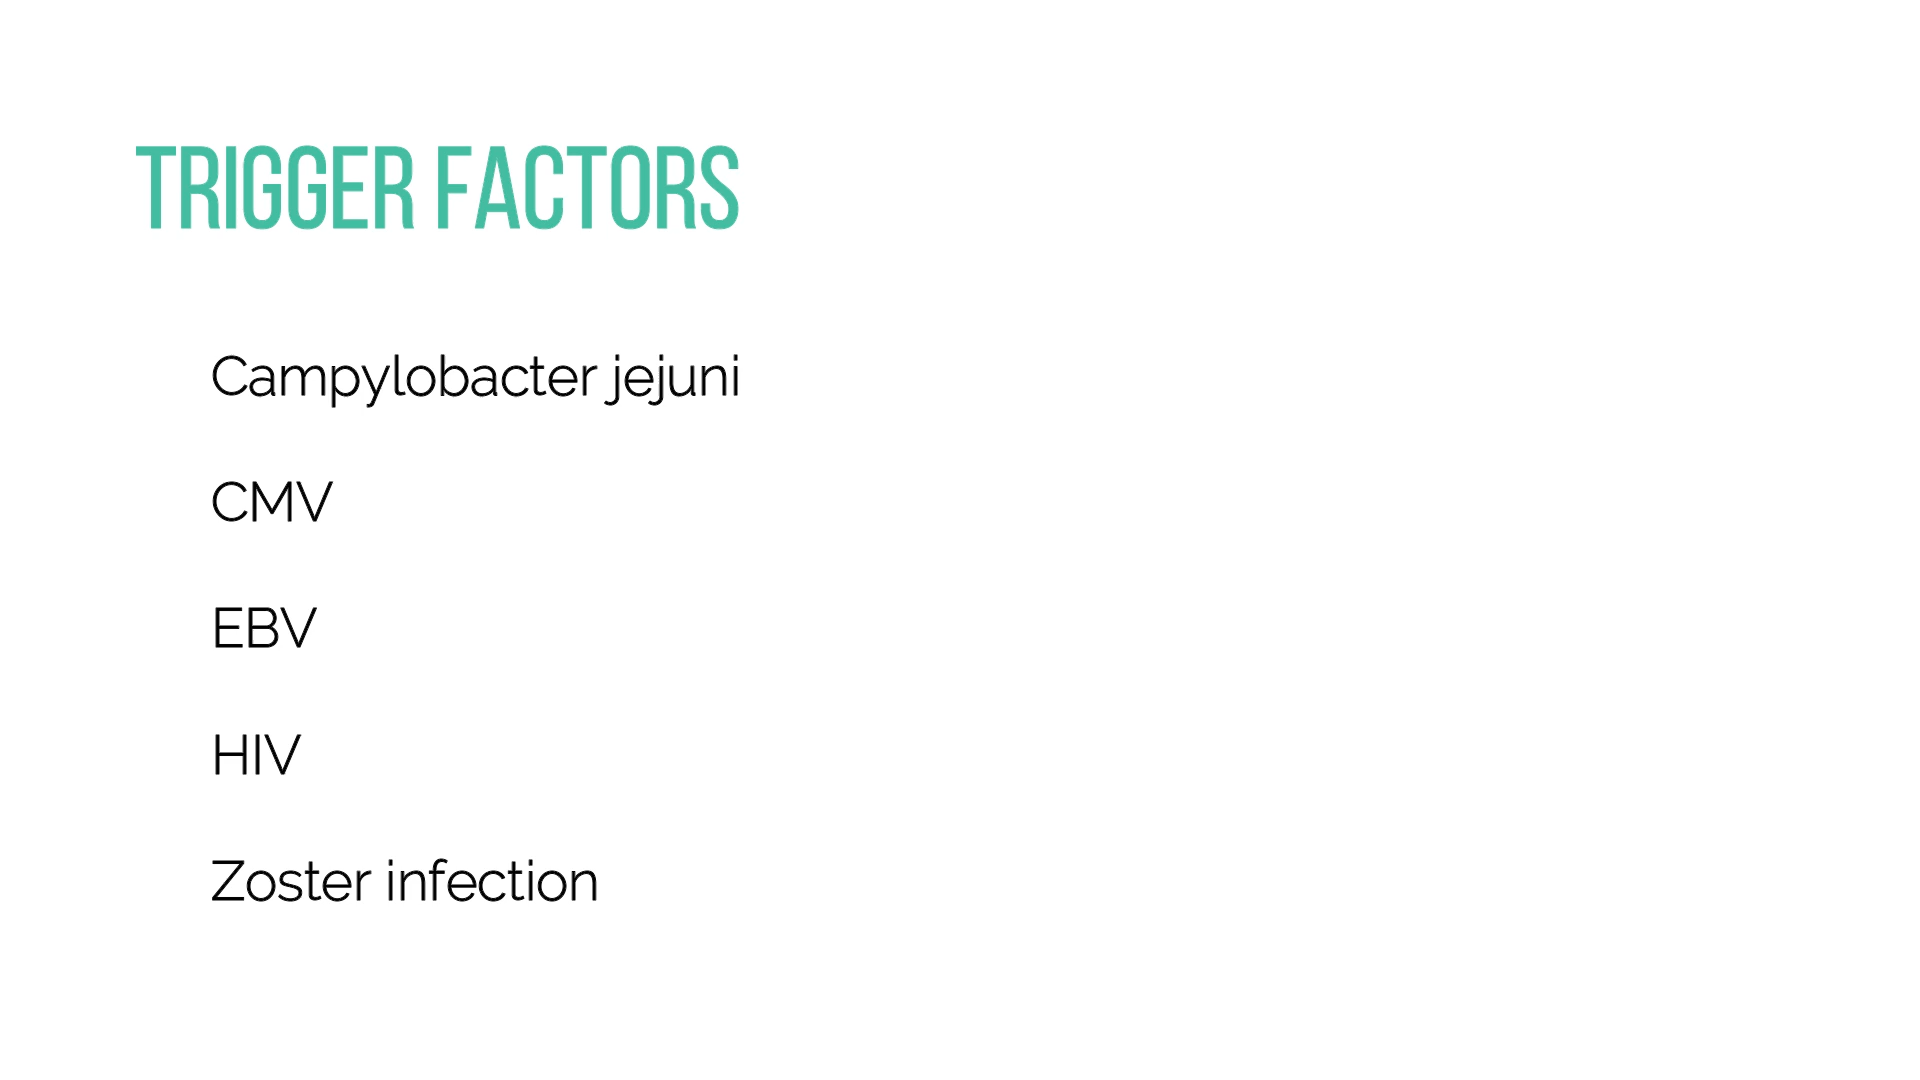 TRIGGER FACTORS
Campylobacter jejuni
CMV
EBV
HIV
Zoster infection